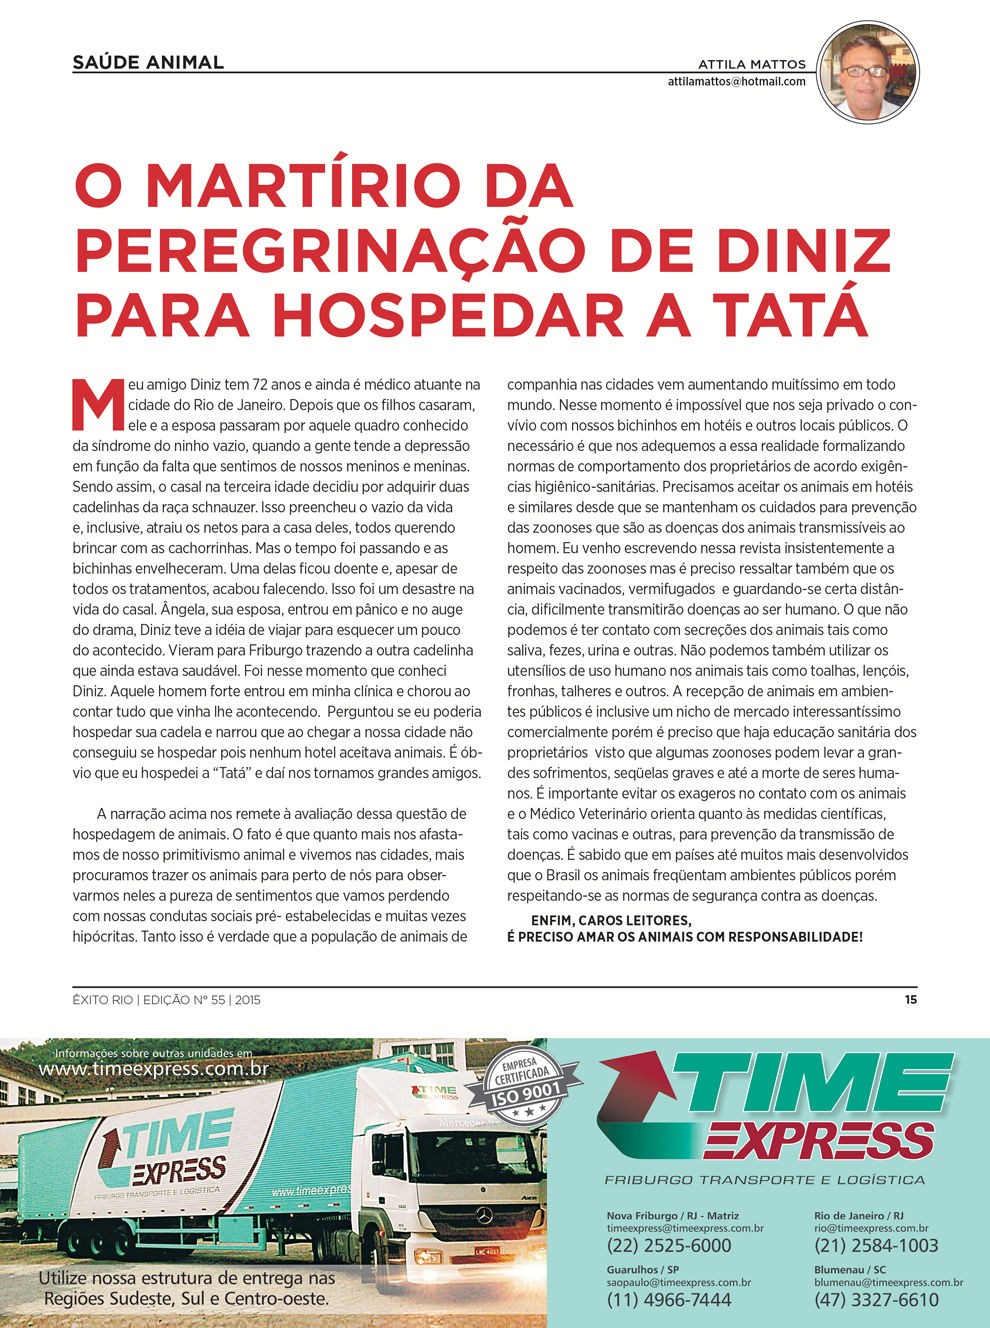 SAÚDE ANIMAL
ATTILA MATTOS
attilamattos@hotmail.com
O MARTÍRIO DA
PEREGRINAÇÃO DE DINIZ
PARA HOSPEDAR A TATÁ
Meu amigo Diniz tem 72 anos e ainda é médico atuante na
cidade do Rio de Janeiro. Depois que os filhos casaram,
ele e a esposa passaram por aquele quadro conhecido
da síndrome do ninho vazio, quando a gente tende a depressão
em função da falta que sentimos de nossos meninos e meninas.
Sendo assim, o casal na terceira idade decidiu por adquirir duas
cadelinhas da raça schnauzer. Isso preencheu o vazio da vida
e, inclusive, atraiu os netos para a casa deles, todos querendo
brincar com as cachorrinhas. Mas o tempo foi passando e as
bichinhas envelheceram. Uma delas ficou doente e, apesar de
todos os tratamentos, acabou falecendo. Isso foi um desastre na
vida do casal. Ângela, sua esposa, entrou em pânico e no auge
do drama, Diniz teve a idéia de viajar para esquecer um pouco
do acontecido. Vieram para Friburgo trazendo a outra cadelinha
que ainda estava saudável. Foi nesse momento que conheci
Diniz. Aquele homem forte entrou em minha clínica e chorou ao
contar tudo que vinha lhe acontecendo.  Perguntou se eu poderia
hospedar sua cadela e narrou que ao chegar a nossa cidade não
conseguiu se hospedar pois nenhum hotel aceitava animais. É ób-
vio que eu hospedei a “Tatá” e daí nos tornamos grandes amigos.
A narração acima nos remete à avaliação dessa questão de
hospedagem de animais. O fato é que quanto mais nos afasta-
mos de nosso primitivismo animal e vivemos nas cidades, mais
procuramos trazer os animais para perto de nós para obser-
varmos neles a pureza de sentimentos que vamos perdendo
com nossas condutas sociais pré- estabelecidas e muitas vezes
hipócritas. Tanto isso é verdade que a população de animais de
companhia nas cidades vem aumentando muitíssimo em todo
mundo. Nesse momento é impossível que nos seja privado o con-
vívio com nossos bichinhos em hotéis e outros locais públicos. O
necessário é que nos adequemos a essa realidade formalizando
normas de comportamento dos proprietários de acordo exigên-
cias higiênico-sanitárias. Precisamos aceitar os animais em hotéis
e similares desde que se mantenham os cuidados para prevenção
das zoonoses que são as doenças dos animais transmissíveis ao
homem. Eu venho escrevendo nessa revista insistentemente a
respeito das zoonoses mas é preciso ressaltar também que os
animais vacinados, vermifugados  e guardando-se certa distân-
cia, dificilmente transmitirão doenças ao ser humano. O que não
podemos é ter contato com secreções dos animais tais como
saliva, fezes, urina e outras. Não podemos também utilizar os
utensílios de uso humano nos animais tais como toalhas, lençóis,
fronhas, talheres e outros. A recepção de animais em ambien-
tes públicos é inclusive um nicho de mercado interessantíssimo
comercialmente porém é preciso que haja educação sanitária dos
proprietários  visto que algumas zoonoses podem levar a gran-
des sofrimentos, seqüelas graves e até a morte de seres huma-
nos. É importante evitar os exageros no contato com os animais
e o Médico Veterinário orienta quanto às medidas científicas,
tais como vacinas e outras, para prevenção da transmissão de
doenças. É sabido que em países até muitos mais desenvolvidos
que o Brasil os animais freqüentam ambientes públicos porém
respeitando-se as normas de segurança contra as doenças.
ENFIM, CAROS LEITORES,
É PRECISO AMAR OS ANIMAIS COM RESPONSABILIDADE!
ÊXITO RIO | EDIÇÃO Nº 55 | 2015
15
Informações sobre outras unidades em
www.timeexpress.com.br
EMPRESA
CERTIFICADA
ISO 9001
TIME
EXPRESS
FRIBURGO TRANSPORTE E LOGÍSTICA
www.timeexpres
TIME
EXPRESS
Utilize nossa estrutura de entrega nas
Regiões Sudeste, Sul e Centro-oeste.
TIME
EXPRESS
FRIBURGO TRANSPORTE E LOGÍSTICA
Nova Friburgo / RJ - Matriz
timeexpress@timeexpress.com.br
(22) 2525-6000
Rio de Janeiro / RJ
rio@timeexpress.com.br
(21) 2584-1003
Guarulhos / SP
saopaulo@timeexpress.com.br
(11) 4966-7444
Blumenau / SC
blumenau@timeexpress.com.br
(47) 3327-6610